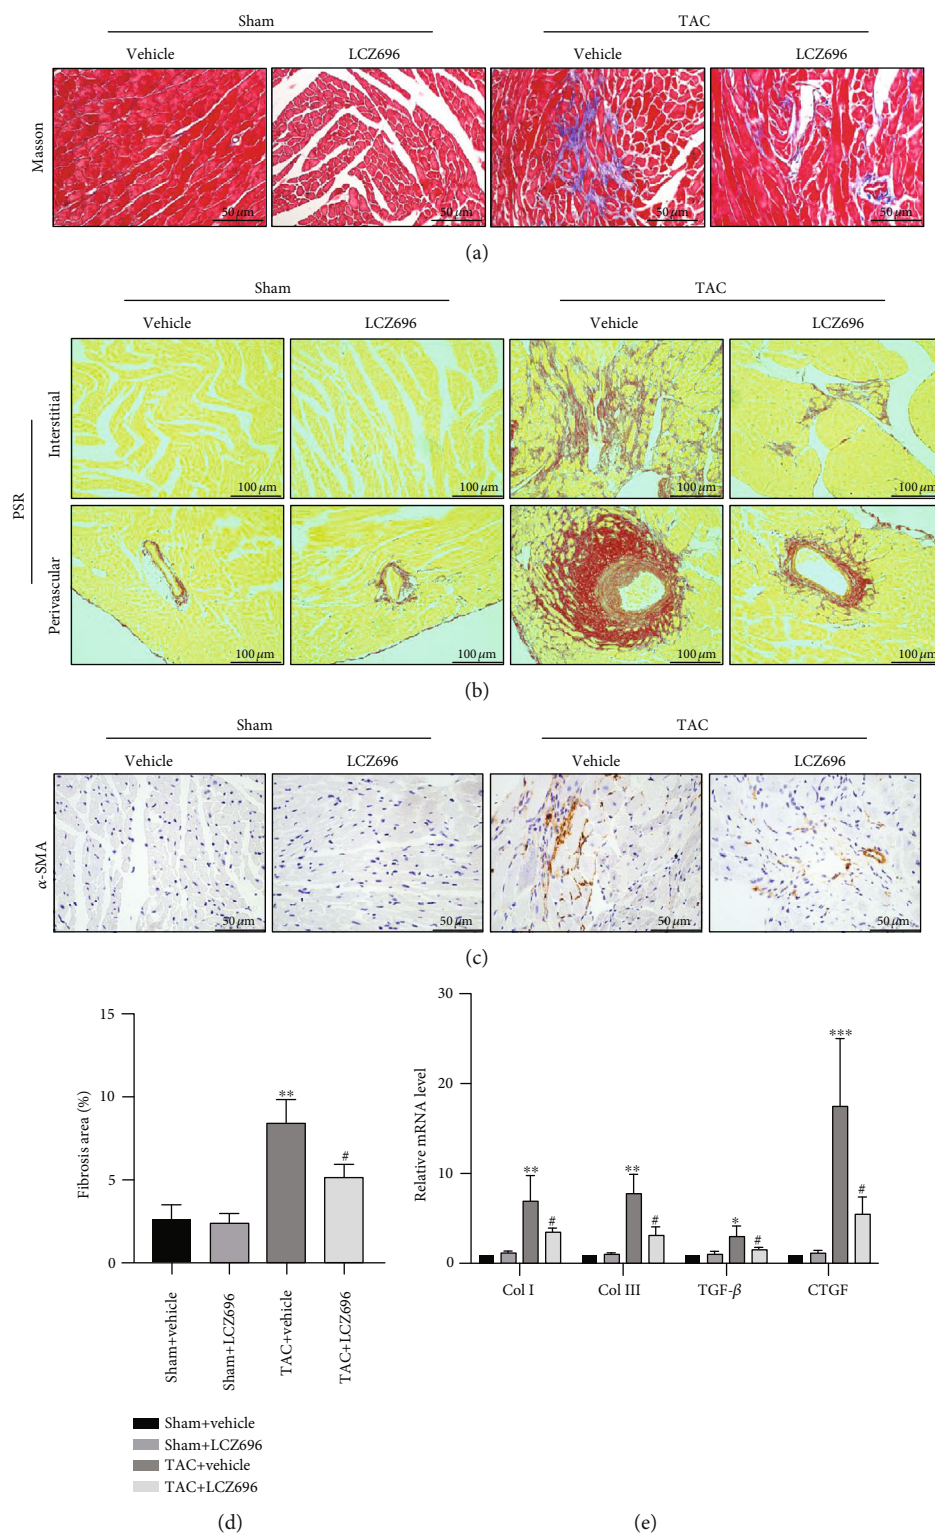 Sham TAC
Vehicle LCZ696 Vehicle LCZ696
Masson
50 μm 50 μm 50 μm 50 μm
(a)
Sham TAC
Vehicle LCZ696 Vehicle LCZ696
PSR
Interstitial
100 μm 100 μm 100 μm 100 μm
Perivascular
100 μm 100 μm 100 μm 100 μm
(b)
Sham TAC
Vehicle LCZ696 Vehicle LCZ696
α-SMA
50 μm 50 μm 50 μm 50 μm
(c)
Fibrosis area (%)
15
10
5
0
**
#
Sham+vehicle
Sham+LCZ696
TAC+vehicle
TAC+LCZ696
Sham+vehicle
Sham+LCZ696
TAC+vehicle
TAC+LCZ696
(d)
Relative mRNA level
30
20
10
0
** # ** # * # *** #
Col I Col III TGF-β CTGF
(e)